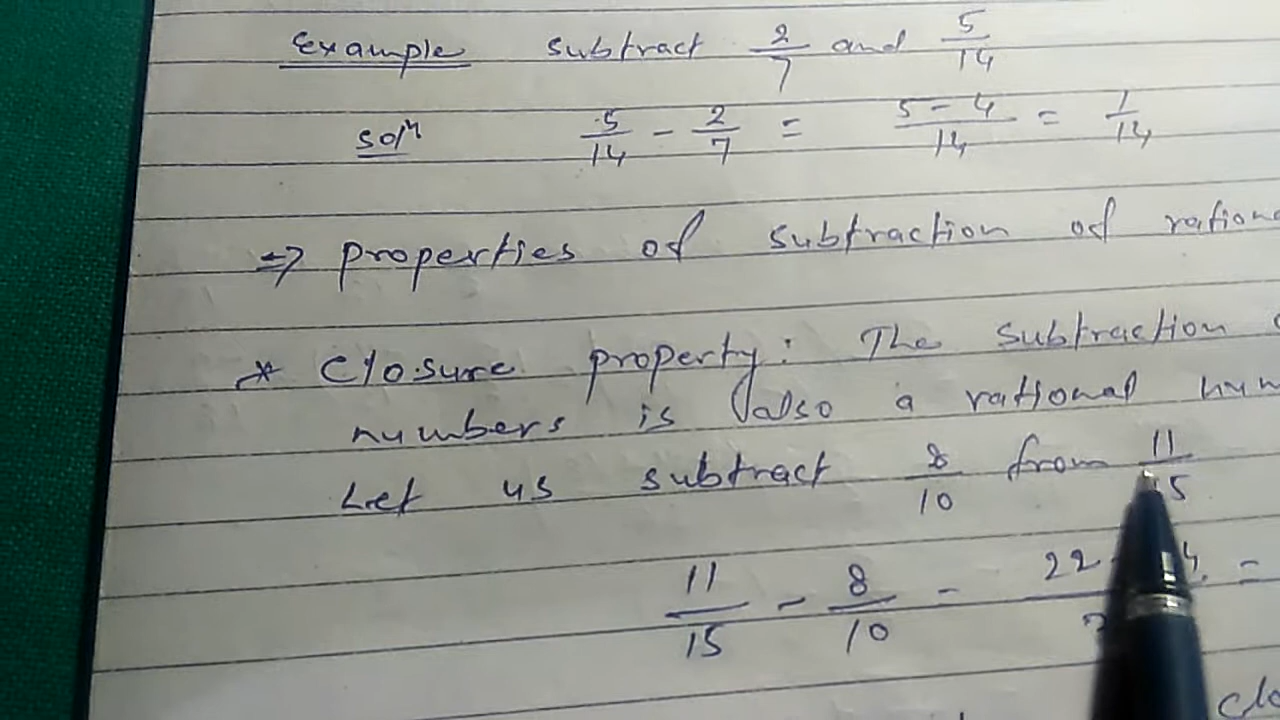 Example subtract 2/7 and 5/14
Solⁿ 5/14 - 2/7 = 5-4/14 = 1/14
⇒ properties of subtraction of
* Closure property: The subtraction
numbers is also a rational
Let us subtract 8/10 from 11/15
11/15 - 8/10 - 22 =